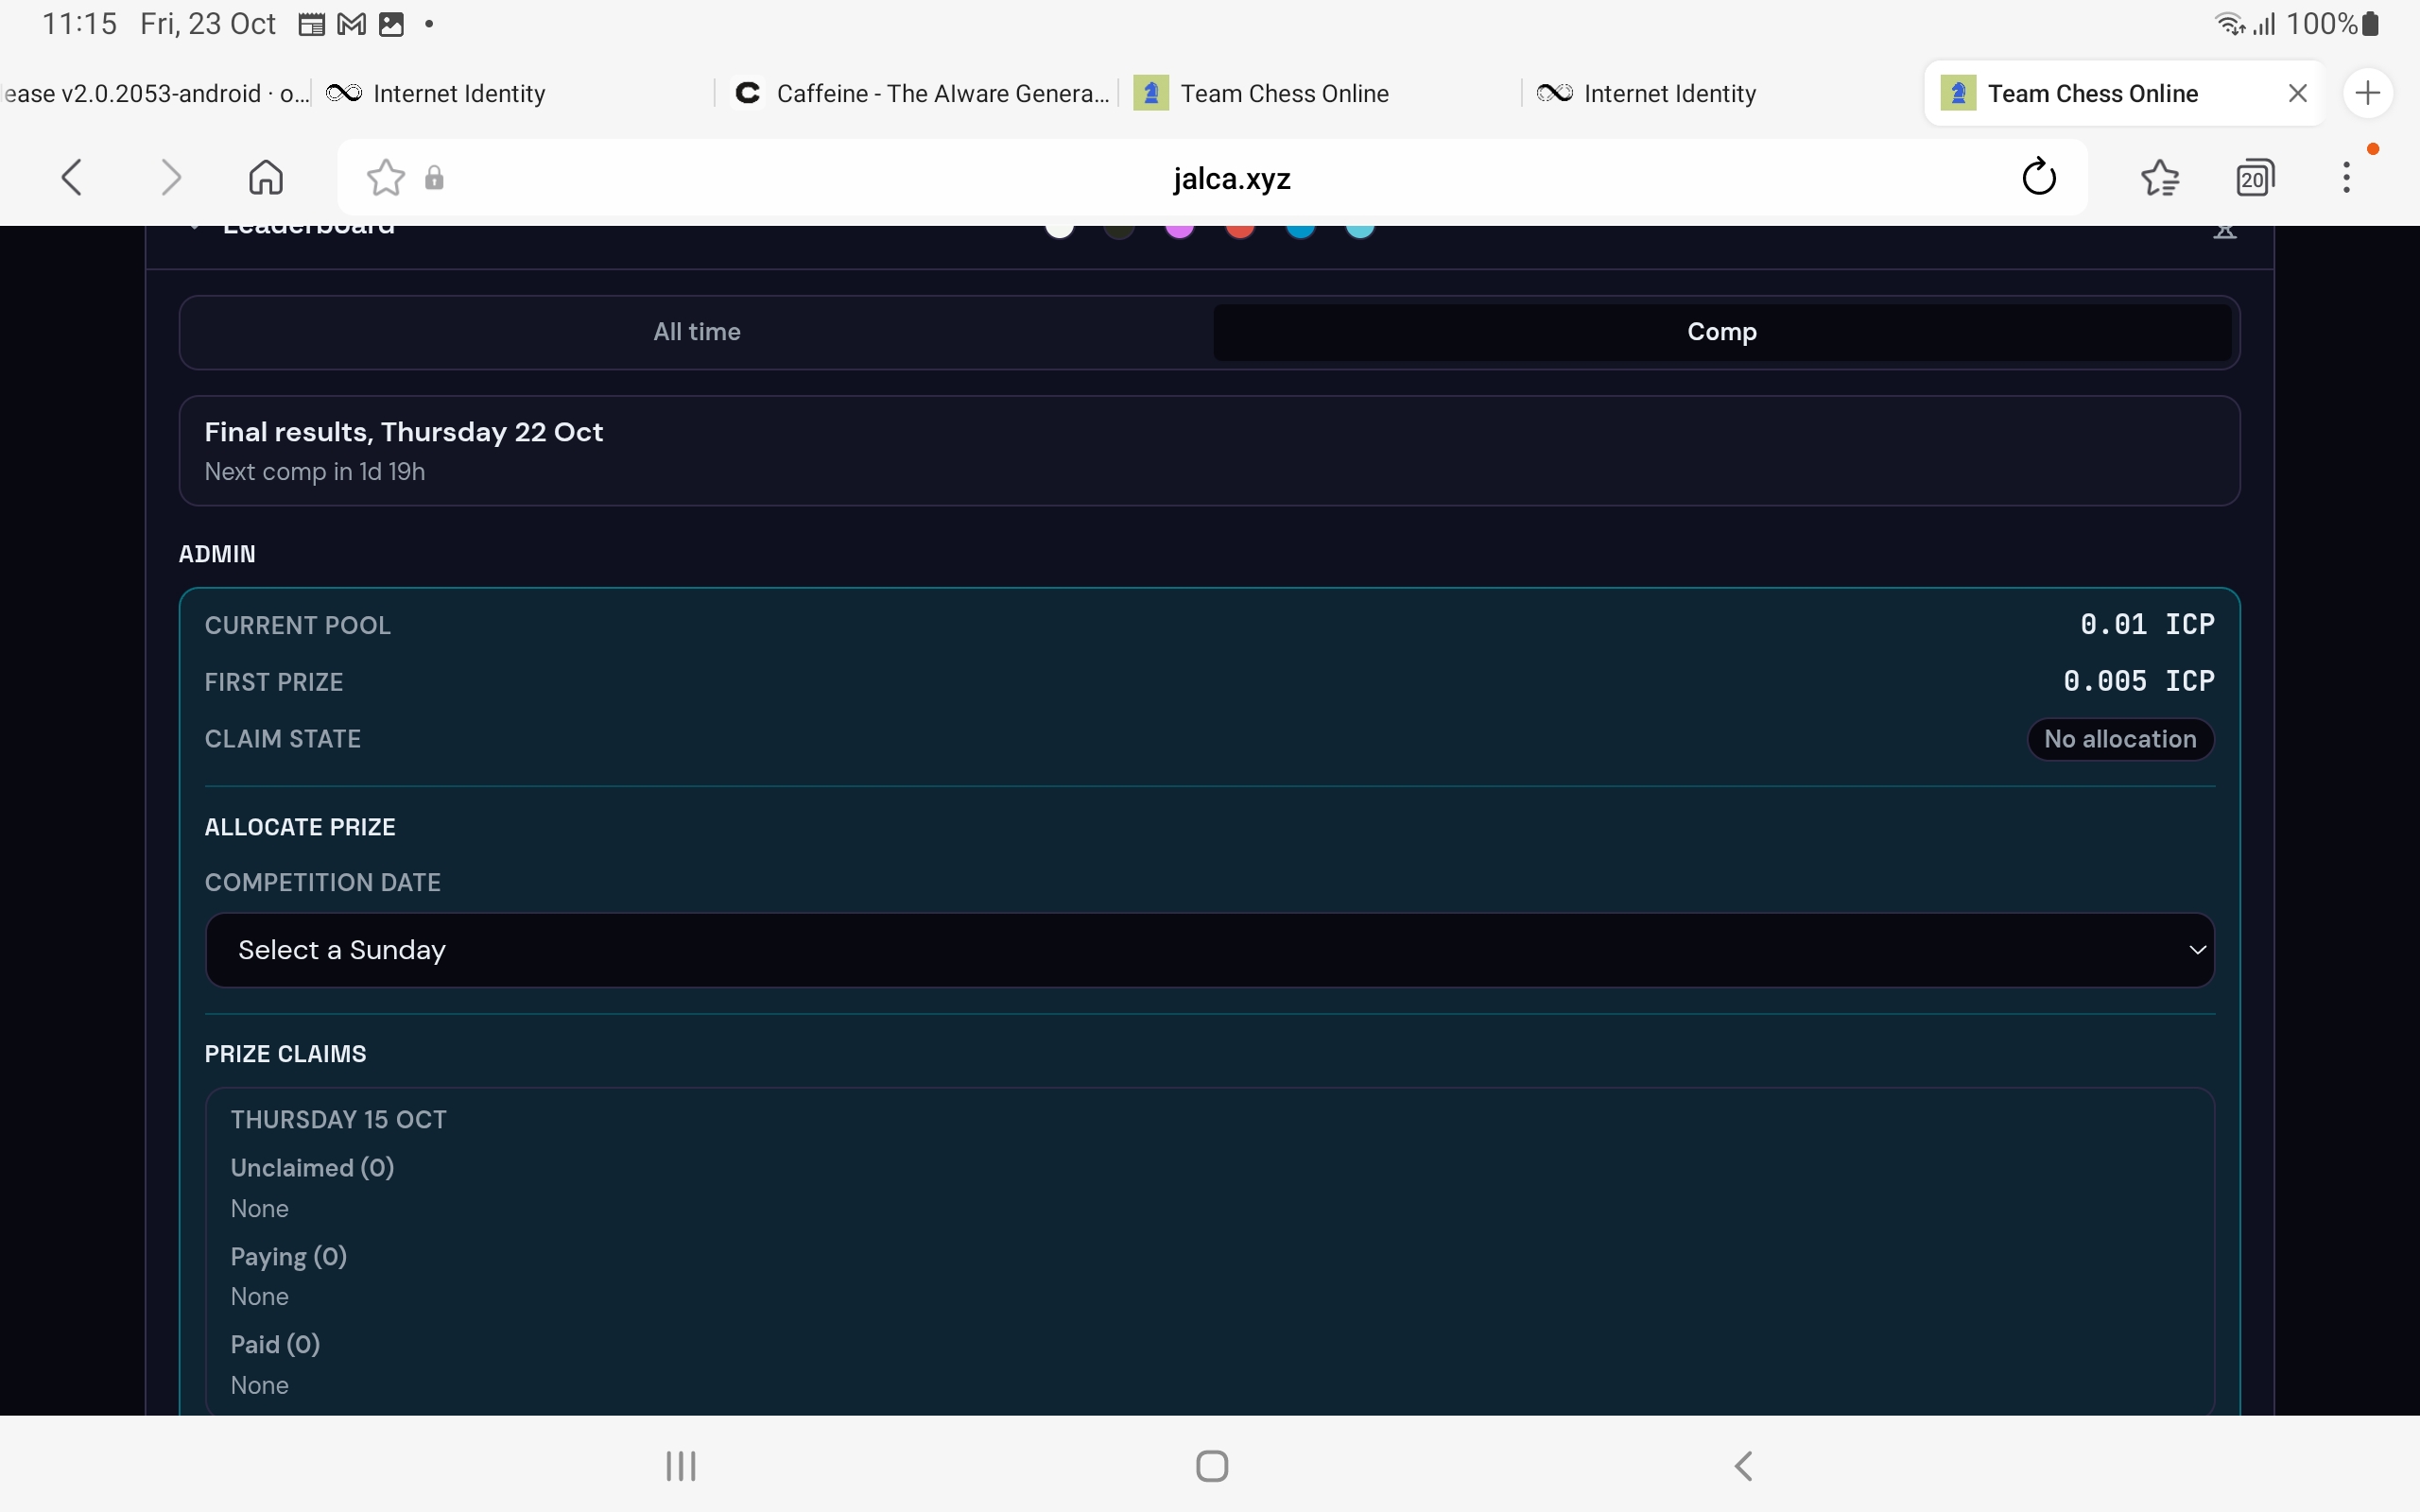 11:15 Fri, 23 Oct
100%
ease v2.0.2053-android · o...
Internet Identity
Caffeine - The AIware Genera...
Team Chess Online
Internet Identity
Team Chess Online
jalca.xyz
20
Leaderboard
All time
Comp
Final results, Thursday 22 Oct
Next comp in 1d 19h
ADMIN
CURRENT POOL
0.01 ICP
FIRST PRIZE
0.005 ICP
CLAIM STATE
No allocation
ALLOCATE PRIZE
COMPETITION DATE
Select a Sunday
PRIZE CLAIMS
THURSDAY 15 OCT
Unclaimed (0)
None
Paying (0)
None
Paid (0)
None